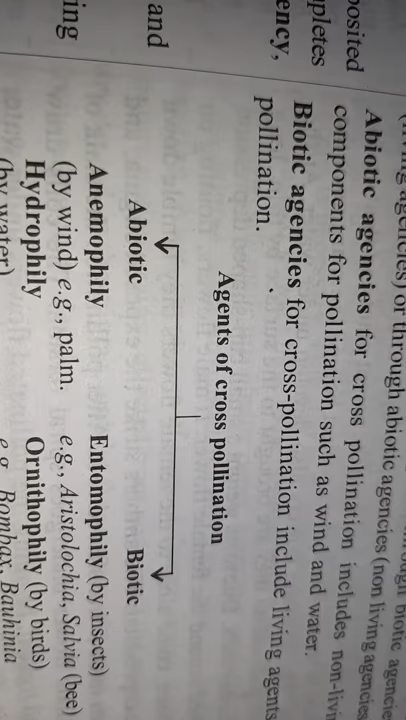 posited
pletes
ency,
and
ing
(living agencies) or through abiotic agencies (non living agencies
Abiotic agencies for cross pollination includes non-livi
components for pollination such as wind and water.
Biotic agencies for cross-pollination include living agents
pollination.
Agents of cross pollination
Abiotic Biotic
Anemophily Entomophily (by insects)
(by wind) e.g., palm. e.g., Aristolochia, Salvia (bee)
Hydrophily Ornithophily (by birds)
(by water) e.g. Bombax, Bauhinia